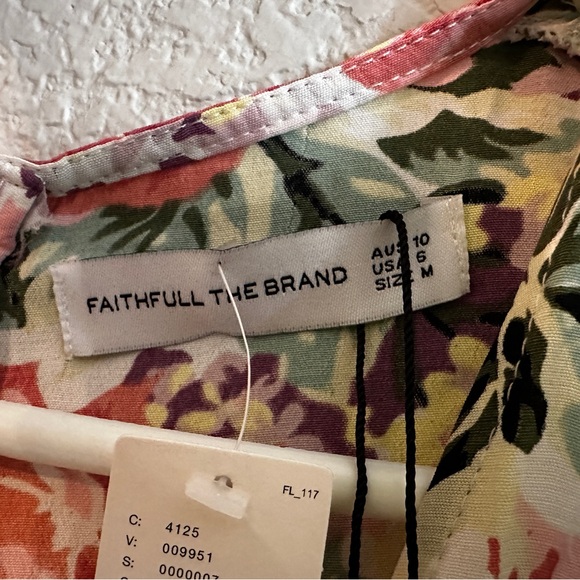 FAITHFULL THE BRAND
AUS 10
USA 6
SIZE M
FL_117
C: 4125
V: 009951
S: